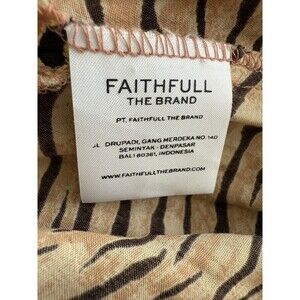 FAITHFULL
THE BRAND
PT. FAITHFULL THE BRAND
JL. DRUPADI, GANG MERDEKA NO. 14D
SEMINYAK - DENPASAR
BALI 80361, INDONESIA
WWW.FAITHFULLTHEBRAND.COM